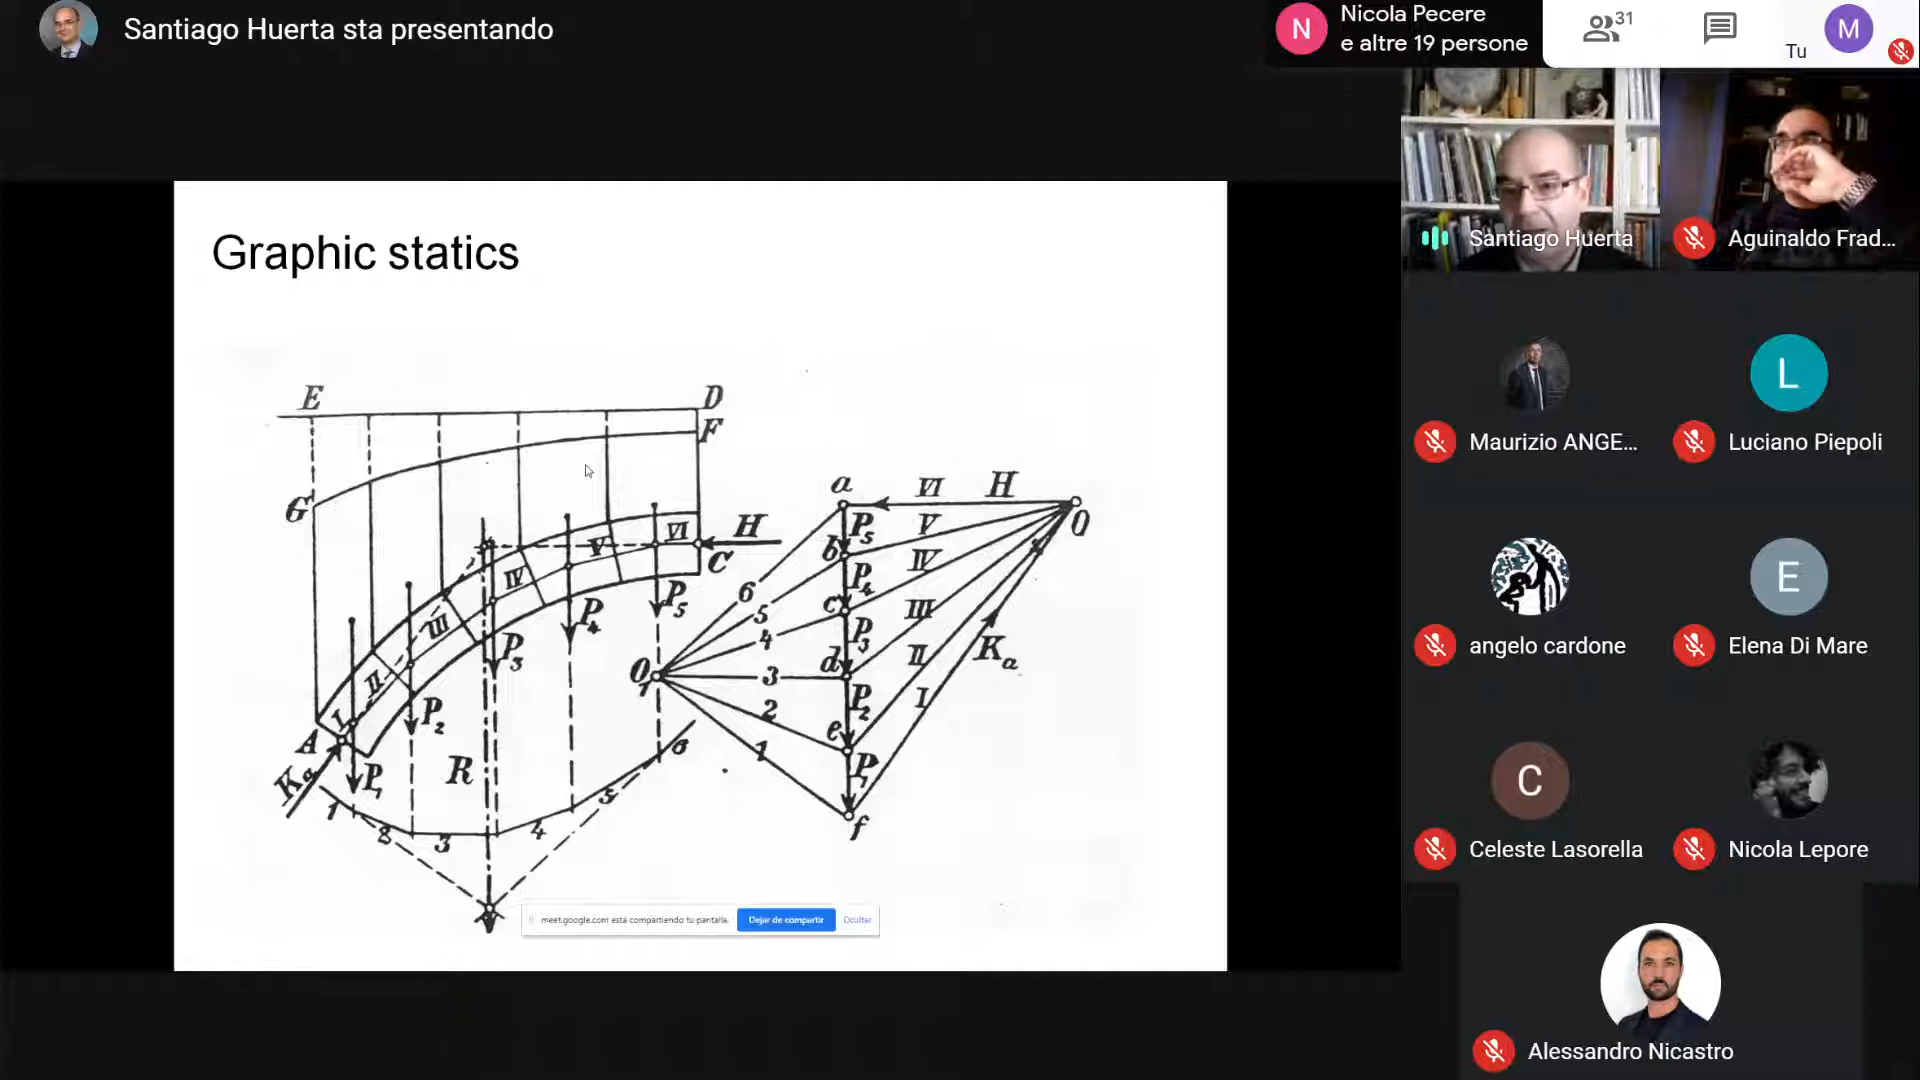 Santiago Huerta sta presentando
N
Nicola Pecere
e altre 19 persone
31
Tu
M
Santiago Huerta
Aguinaldo Frad...
Maurizio ANGE...
L
Luciano Piepoli
angelo cardone
E
Elena Di Mare
C
Celeste Lasorella
Nicola Lepore
Alessandro Nicastro
Graphic statics
E
D
F
G
H
C
VI
V
IV
III
II
I
A
Ka
P1
P2
P3
P4
P5
R
1
2
3
4
5
6
O1
6
5
4
3
2
1
a
b
c
d
e
f
P5
P4
P3
P2
P1
VI
H
V
IV
III
II
I
Ka
O
meet.google.com está compartiendo tu pantalla.
Dejar de compartir
Ocultar